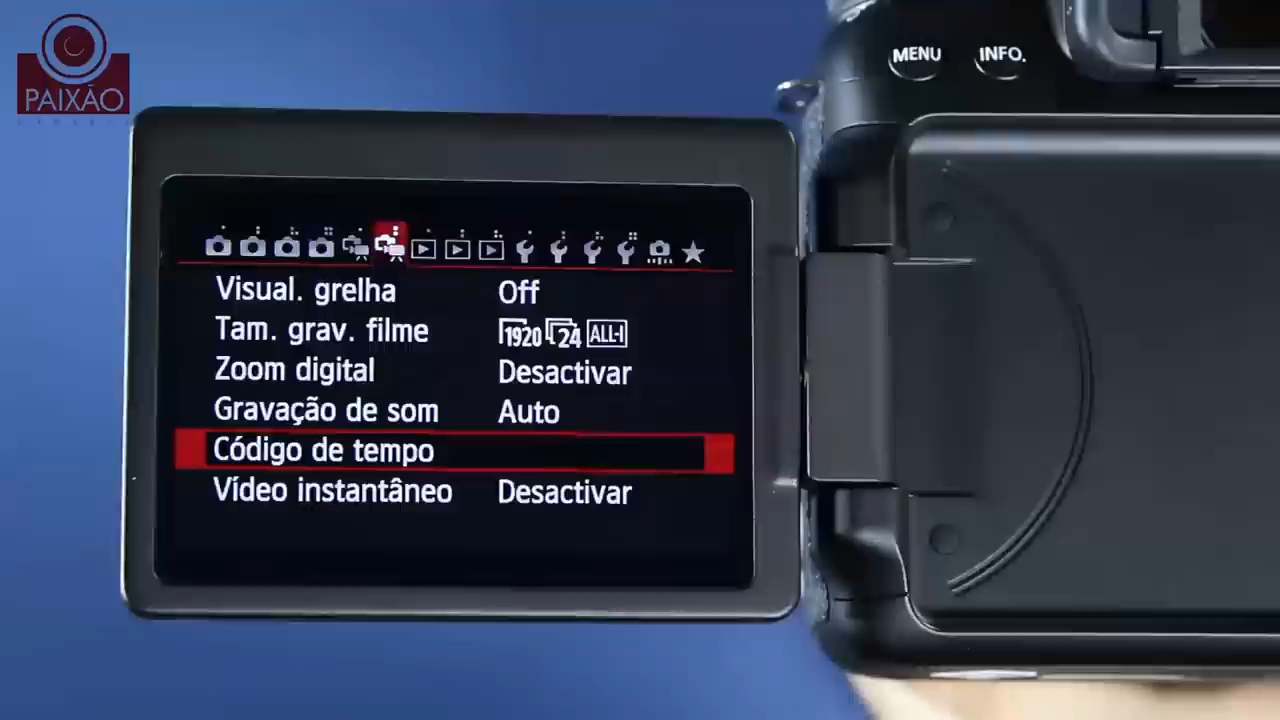 PAIXÃO
MENU INFO.
Visual. grelha Off
Tam. grav. filme 1920 24 ALL-I
Zoom digital Desactivar
Gravação de som Auto
Código de tempo
Vídeo instantâneo Desactivar